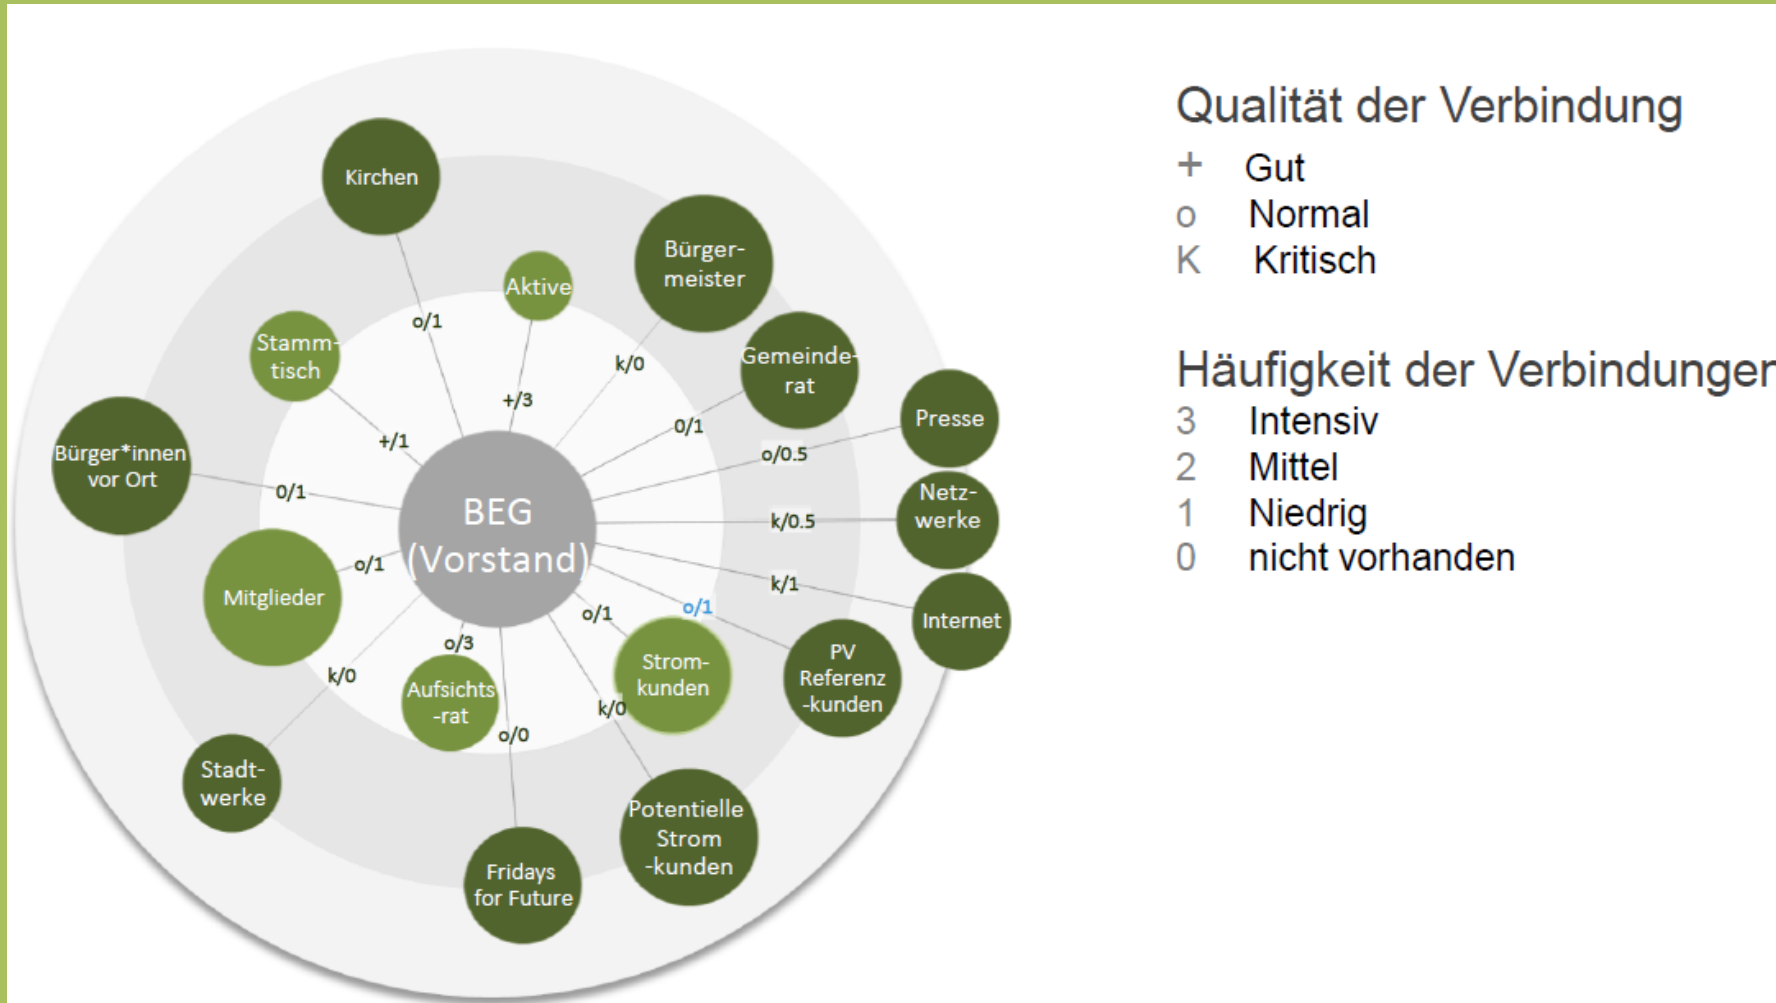 Kirchen
Bürger-
meister
Aktive
o/1
Stamm-
tisch
k/0
Gemeinde-
rat
+/3
Presse
0/1
+/1
o/0.5
Bürger*innen
vor Ort
0/1
BEG
(Vorstand)
Netz-
werke
k/0.5
o/1
k/1
Mitglieder
o/1
o/1
Internet
o/3
k/0
Strom-
kunden
PV
Referenz
-kunden
Aufsichts
-rat
k/0
o/0
Stadt-
werke
Potentielle
Strom
-kunden
Fridays
for Future
Qualität der Verbindung
+ Gut
o Normal
K Kritisch
Häufigkeit der Verbindungen
3 Intensiv
2 Mittel
1 Niedrig
0 nicht vorhanden